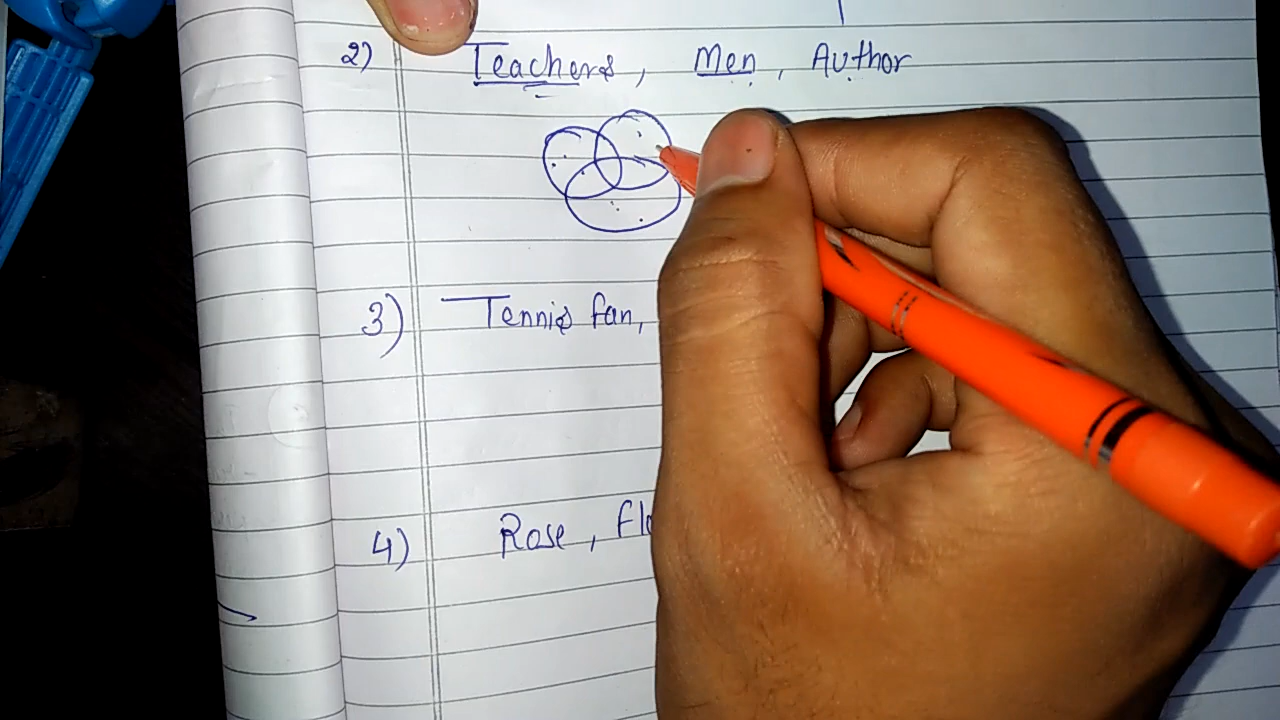 2) Teachers, Men, Author
3) Tennis fan,
4) Rose,